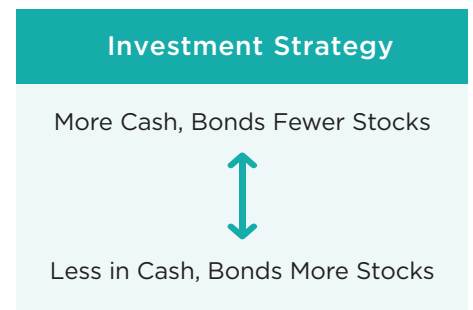 Investment Strategy
More Cash, Bonds Fewer Stocks
Less in Cash, Bonds More Stocks